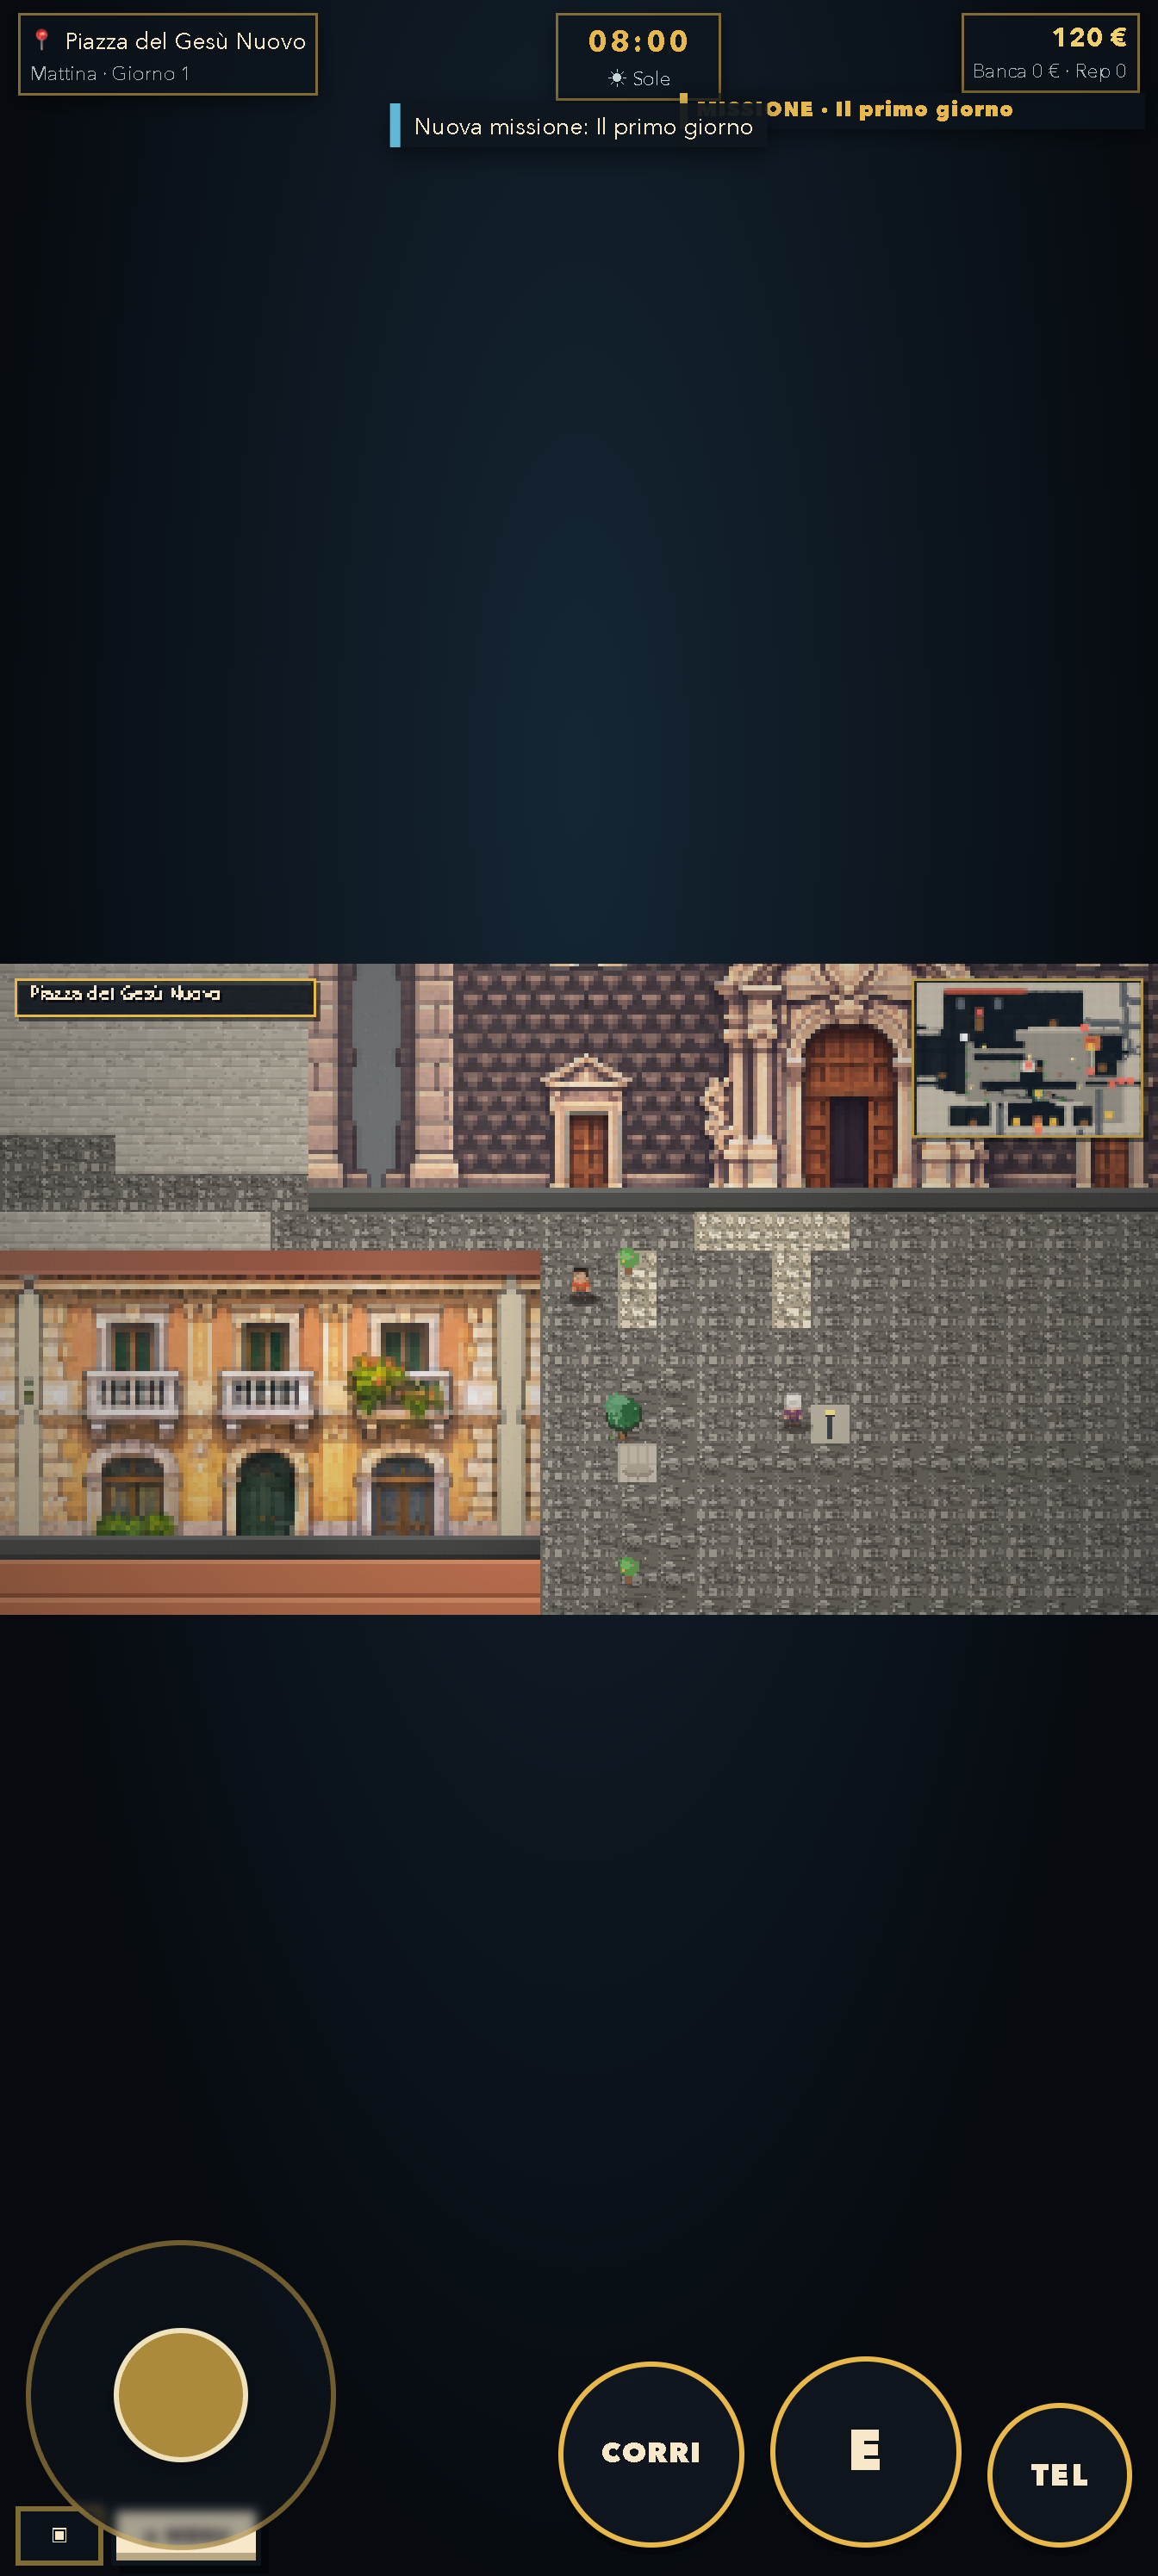 Piazza del Gesù Nuovo
Mattina · Giorno 1
08:00
Sole
120 €
Banca 0 € · Rep 0
MISSIONE · Il primo giorno
Nuova missione: Il primo giorno
Piazza del Gesù Nuovo
CORRI
E
TEL